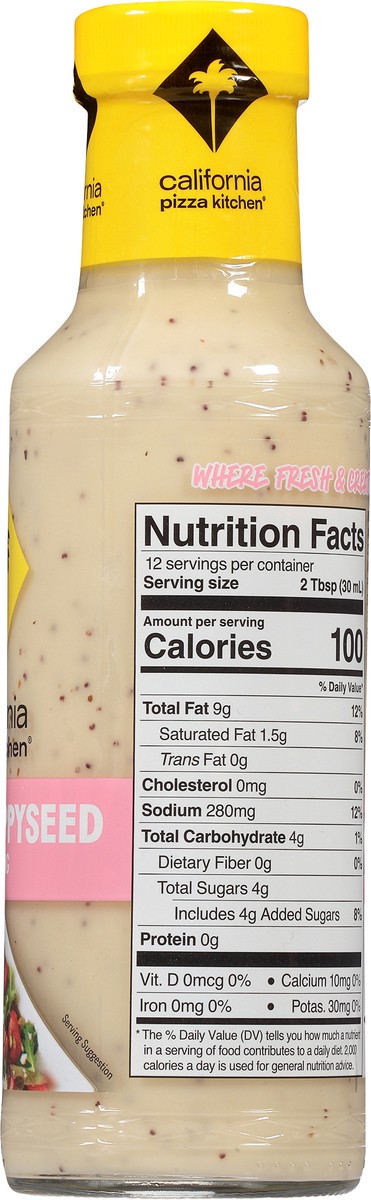 california
pizza kitchen®
WHERE FRESH &
Nutrition Facts
12 servings per container
Serving size 2 Tbsp (30 mL)
Amount per serving
Calories 100
% Daily Value*
Total Fat 9g 12%
Saturated Fat 1.5g 8%
Trans Fat 0g
Cholesterol 0mg 0%
Sodium 280mg 12%
Total Carbohydrate 4g 1%
Dietary Fiber 0g 0%
Total Sugars 4g
Includes 4g Added Sugars 8%
Protein 0g
Vit. D 0mcg 0% • Calcium 10mg 0%
Iron 0mg 0% • Potas. 30mg 0%
* The % Daily Value (DV) tells you how much a nutrient
in a serving of food contributes to a daily diet. 2,000
calories a day is used for general nutrition advice.
PYSEED
Serving Suggestion